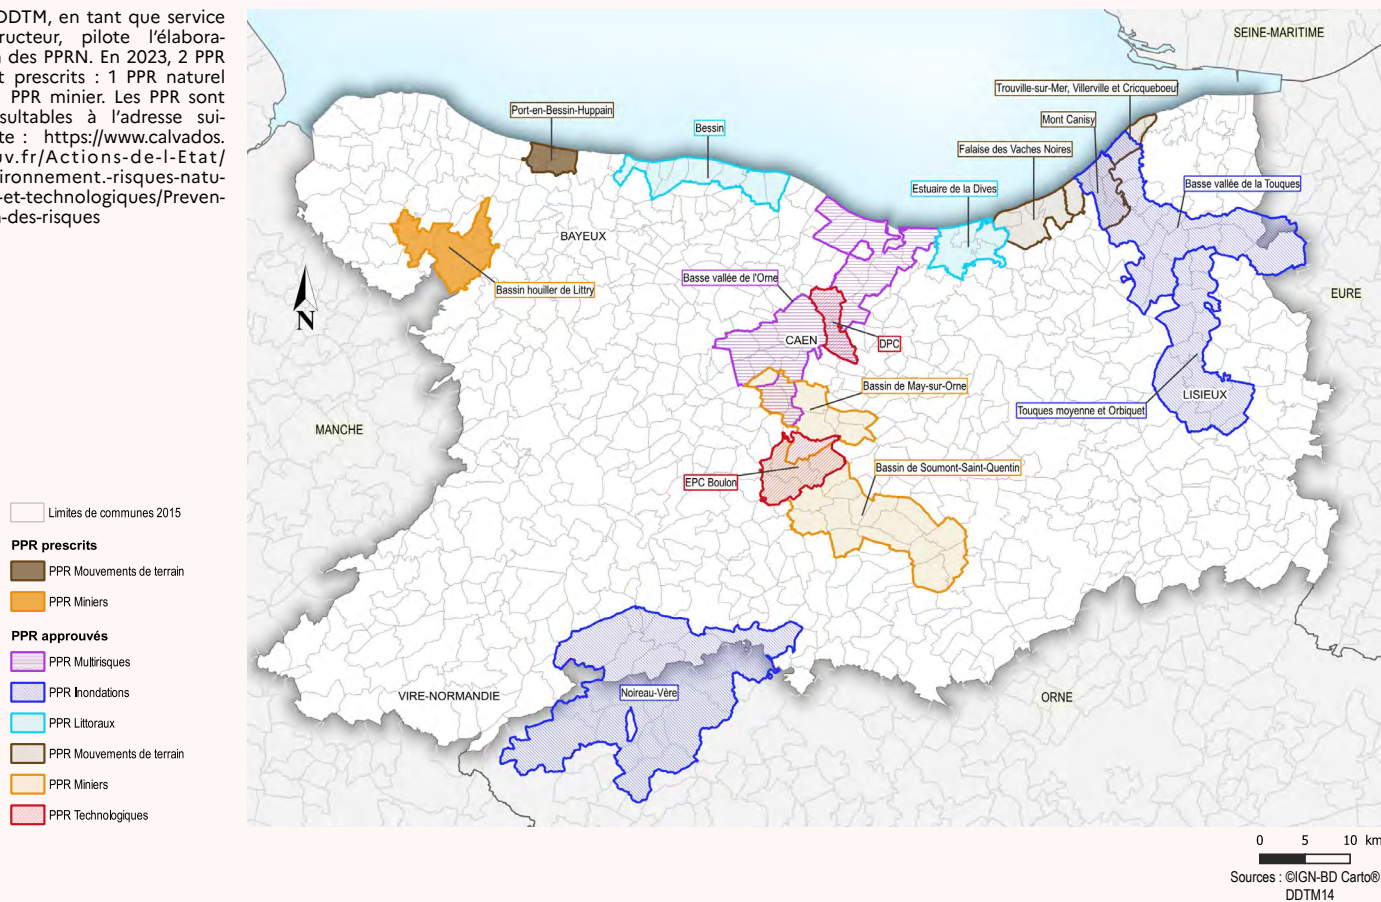 DDTM, en tant que service
ructeur, pilote l'élabora-
n des PPRN. En 2023, 2 PPR
t prescrits : 1 PPR naturel
PPR minier. Les PPR sont
sultables à l'adresse sui-
te : https://www.calvados.
uv.fr/Actions-de-l-Etat/
ironnement.-risques-natu-
-et-technologiques/Preven-
n-des-risques
SEINE-MARITIME
Trouville-sur-Mer, Villerville et Cricqueboeuf
Port-en-Bessin-Huppain
Mont Canisy
Bessin
Falaise des Vaches Noires
Estuaire de la Dives
Basse vallée de la Touques
BAYEUX
Basse vallée de l'Orne
Bassin houiller de Littry
EURE
N
CAEN
DPC
Bassin de May-sur-Orne
LISIEUX
Touques moyenne et Orbiquet
MANCHE
Bassin de Soumont-Saint-Quentin
EPC Boulon
Limites de communes 2015
PPR prescrits
PPR Mouvements de terrain
PPR Miniers
PPR approuvés
PPR Multirisques
PPR Inondations
PPR Littoraux
PPR Mouvements de terrain
PPR Miniers
PPR Technologiques
VIRE-NORMANDIE
Noireau-Vère
ORNE
0 5 10 km
Sources : ©IGN-BD Carto®
DDTM14